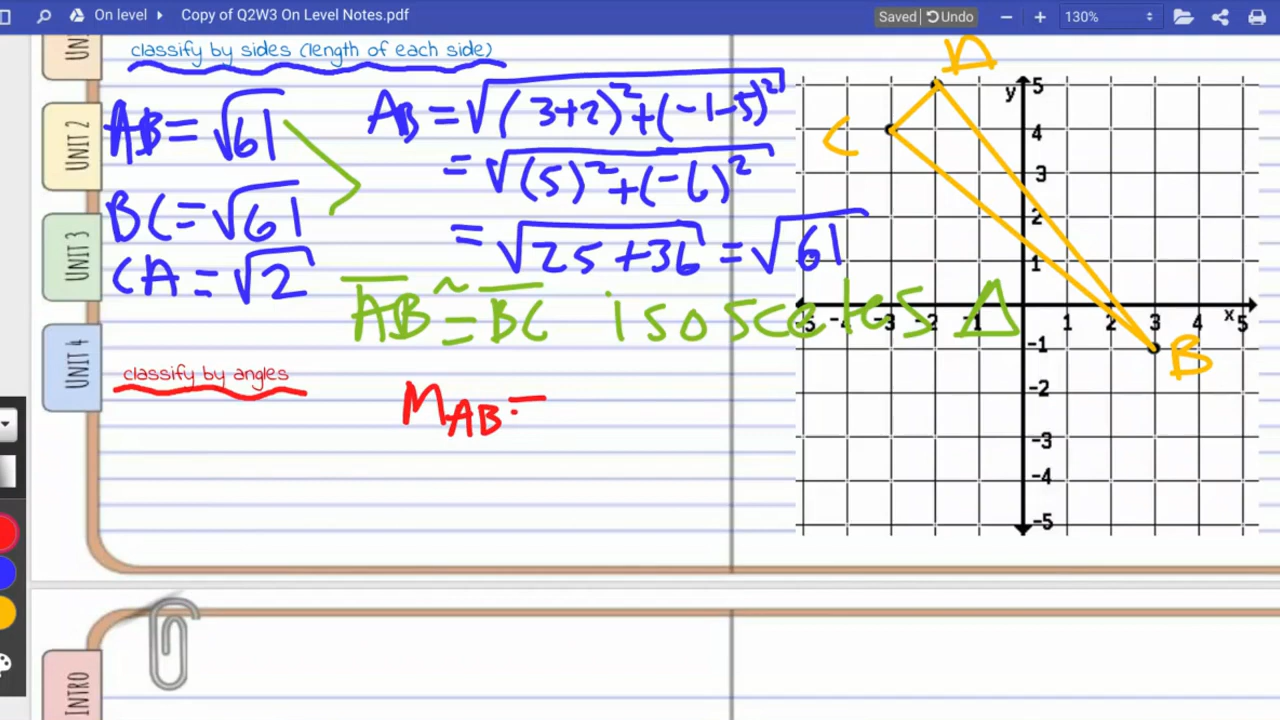 On level Copy of Q2W3 On Level Notes.pdf Saved Undo 130%
classify by sides (length of each side)
AB = √61
BC = √61
CA = √2
AB = √(3+2)²+(-1-5)²
= √(5)²+(-6)²
= √25+36 = √61
AB ≅ BC isosceles Δ
classify by angles
M AB =
UNIT 2
UNIT 3
UNIT 4
INTRO
A
C
B
y
5
4
3
2
1
-5 -4 -3 -2 -1 1 2 3 4 x 5
-1
-2
-3
-4
-5